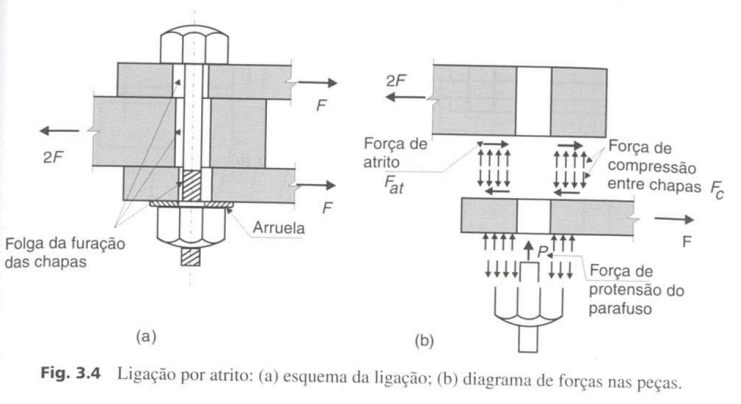 F
2F
F
Arruela
Folga da furação
das chapas
(a)
2F
Força de
atrito
Fat
Força de
compressão
entre chapas Fc
F
P
Força de
protensão do
parafuso
(b)
Fig. 3.4 Ligação por atrito: (a) esquema da ligação; (b) diagrama de forças nas peças.